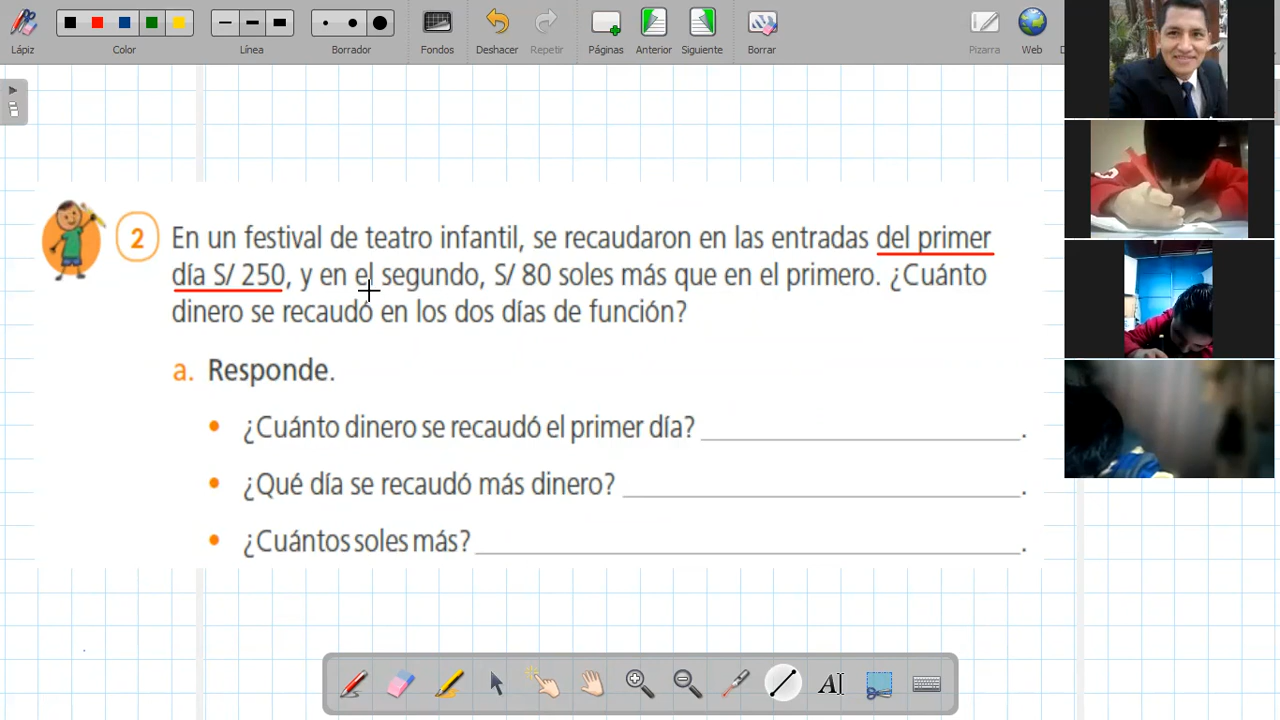 Lápiz Color Línea Borrador Fondos Deshacer Repetir Páginas Anterior Siguiente Borrar Pizarra Web
2 En un festival de teatro infantil, se recaudaron en las entradas del primer
día S/ 250, y en el segundo, S/ 80 soles más que en el primero. ¿Cuánto
dinero se recaudó en los dos días de función?
a. Responde.
• ¿Cuánto dinero se recaudó el primer día? ____________________.
• ¿Qué día se recaudó más dinero? ____________________.
• ¿Cuántos soles más? ____________________.